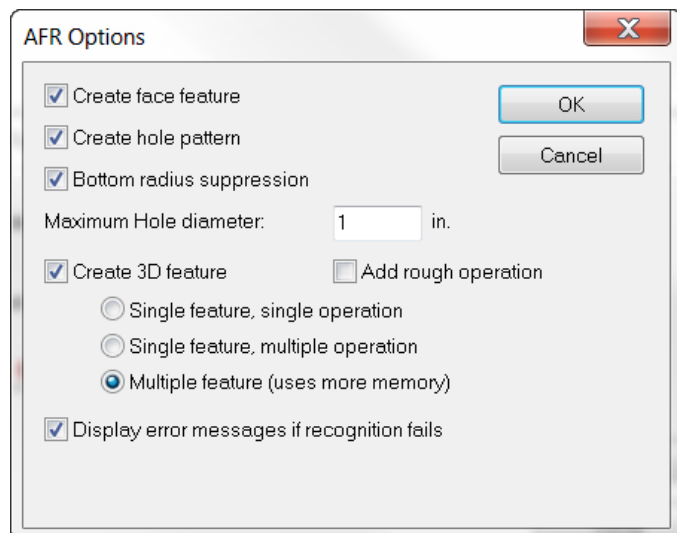 AFR Options
Create face feature
OK
Create hole pattern
Cancel
Bottom radius suppression
Maximum Hole diameter: 1 in.
Create 3D feature Add rough operation
Single feature, single operation
Single feature, multiple operation
Multiple feature (uses more memory)
Display error messages if recognition fails